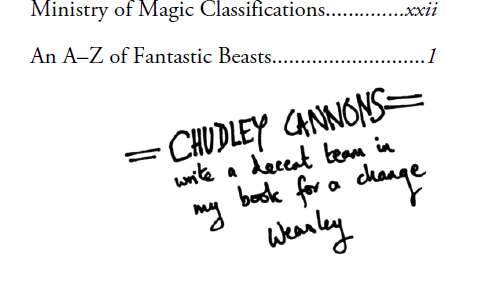 Ministry of Magic Classifications..............xxii
An A–Z of Fantastic Beasts...........................1
= CHUDLEY CANNONS =
write a decent team in
my book for a change
Weasley